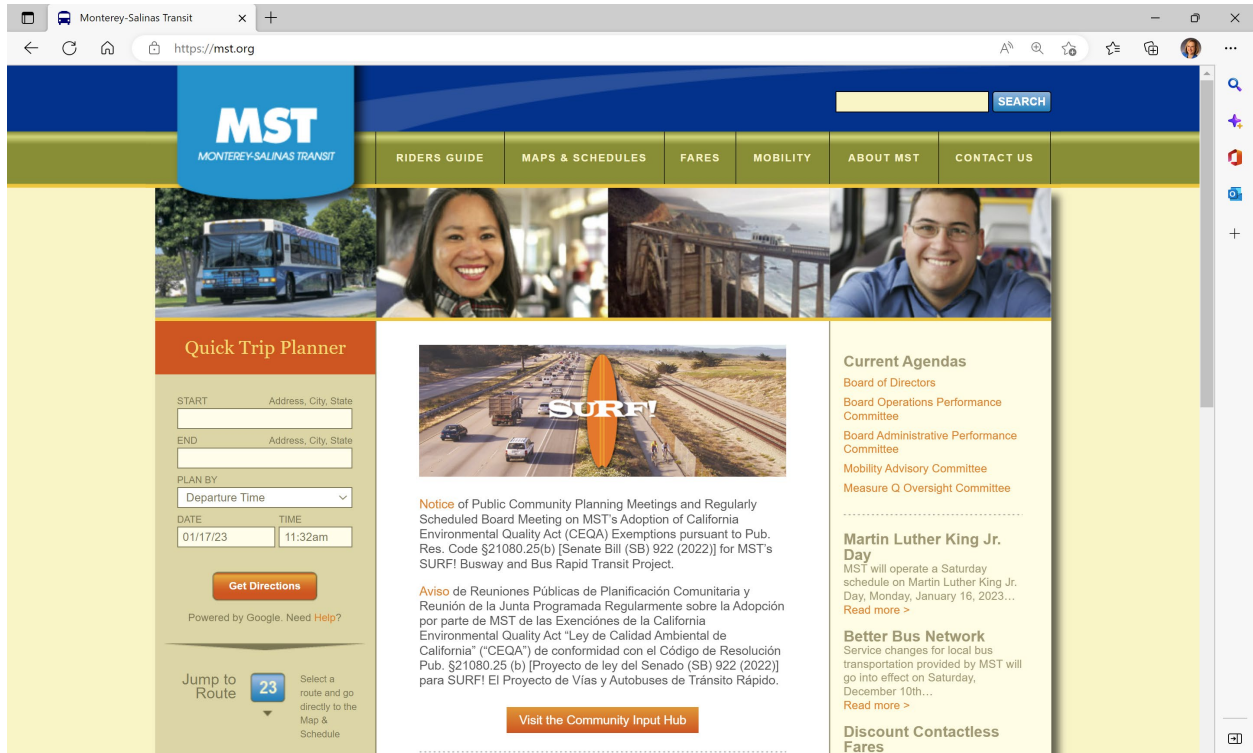 Monterey-Salinas Transit
https://mst.org
SEARCH
MST
MONTEREY-SALINAS TRANSIT
RIDERS GUIDE
MAPS & SCHEDULES
FARES
MOBILITY
ABOUT MST
CONTACT US
MST
Quick Trip Planner
START Address, City, State
END Address, City, State
PLAN BY
Departure Time
DATE TIME
01/17/23 11:32am
Get Directions
Powered by Google. Need Help?
Jump to
Route
23
Select a
route and go
directly to the
Map &
Schedule
SURF!
Notice of Public Community Planning Meetings and Regularly
Scheduled Board Meeting on MST's Adoption of California
Environmental Quality Act (CEQA) Exemptions pursuant to Pub.
Res. Code §21080.25(b) [Senate Bill (SB) 922 (2022)] for MST's
SURF! Busway and Bus Rapid Transit Project.
Aviso de Reuniones Públicas de Planificación Comunitaria y
Reunión de la Junta Programada Regularmente sobre la Adopción
por parte de MST de las Exenciónes de la California
Environmental Quality Act “Ley de Calidad Ambiental de
California” (“CEQA”) de conformidad con el Código de Resolución
Pub. §21080.25 (b) [Proyecto de ley del Senado (SB) 922 (2022)]
para SURF! El Proyecto de Vías y Autobuses de Tránsito Rápido.
Visit the Community Input Hub
Current Agendas
Board of Directors
Board Operations Performance
Committee
Board Administrative Performance
Committee
Mobility Advisory Committee
Measure Q Oversight Committee
Martin Luther King Jr.
Day
MST will operate a Saturday
schedule on Martin Luther King Jr.
Day, Monday, January 16, 2023…
Read more >
Better Bus Network
Service changes for local bus
transportation provided by MST will
go into effect on Saturday,
December 10th…
Read more >
Discount Contactless
Fares